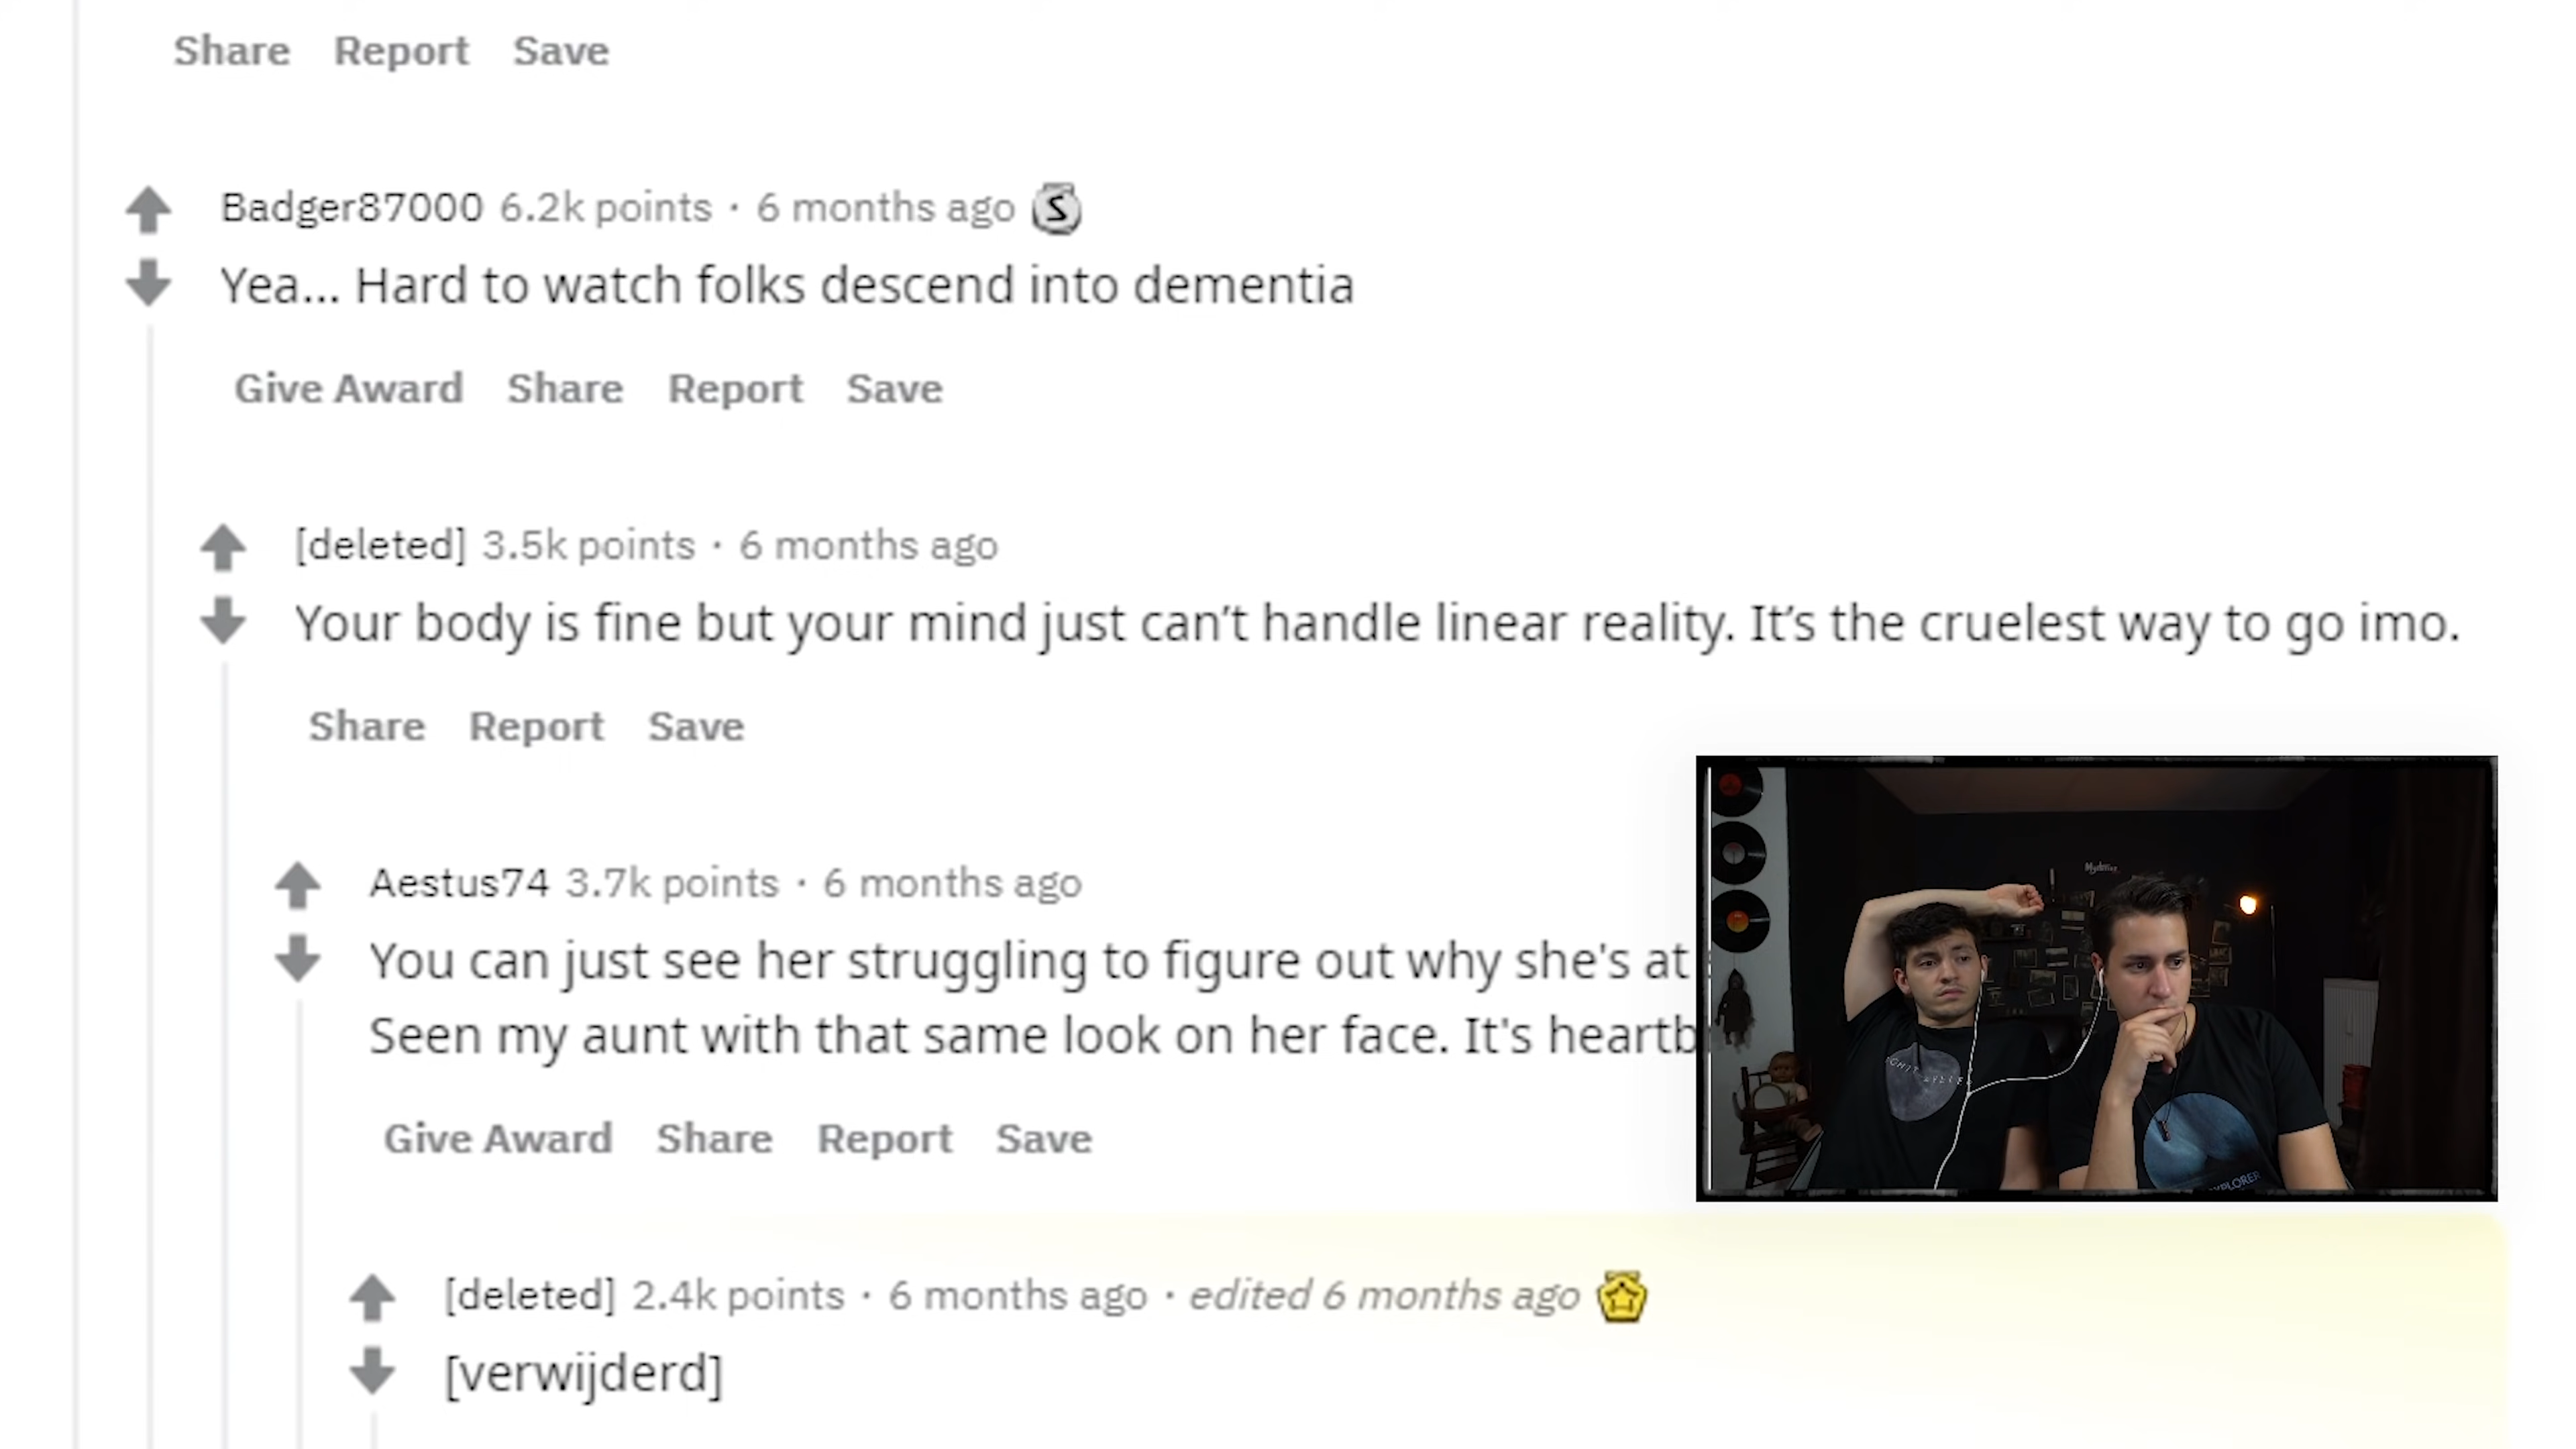 Share Report Save
Badger87000 6.2k points · 6 months ago S
Yea... Hard to watch folks descend into dementia
Give Award Share Report Save
[deleted] 3.5k points · 6 months ago
Your body is fine but your mind just can't handle linear reality. It's the cruelest way to go imo.
Share Report Save
Aestus74 3.7k points · 6 months ago
You can just see her struggling to figure out why she's at
Seen my aunt with that same look on her face. It's heartb
Give Award Share Report Save
[deleted] 2.4k points · 6 months ago · edited 6 months ago
[verwijderd]